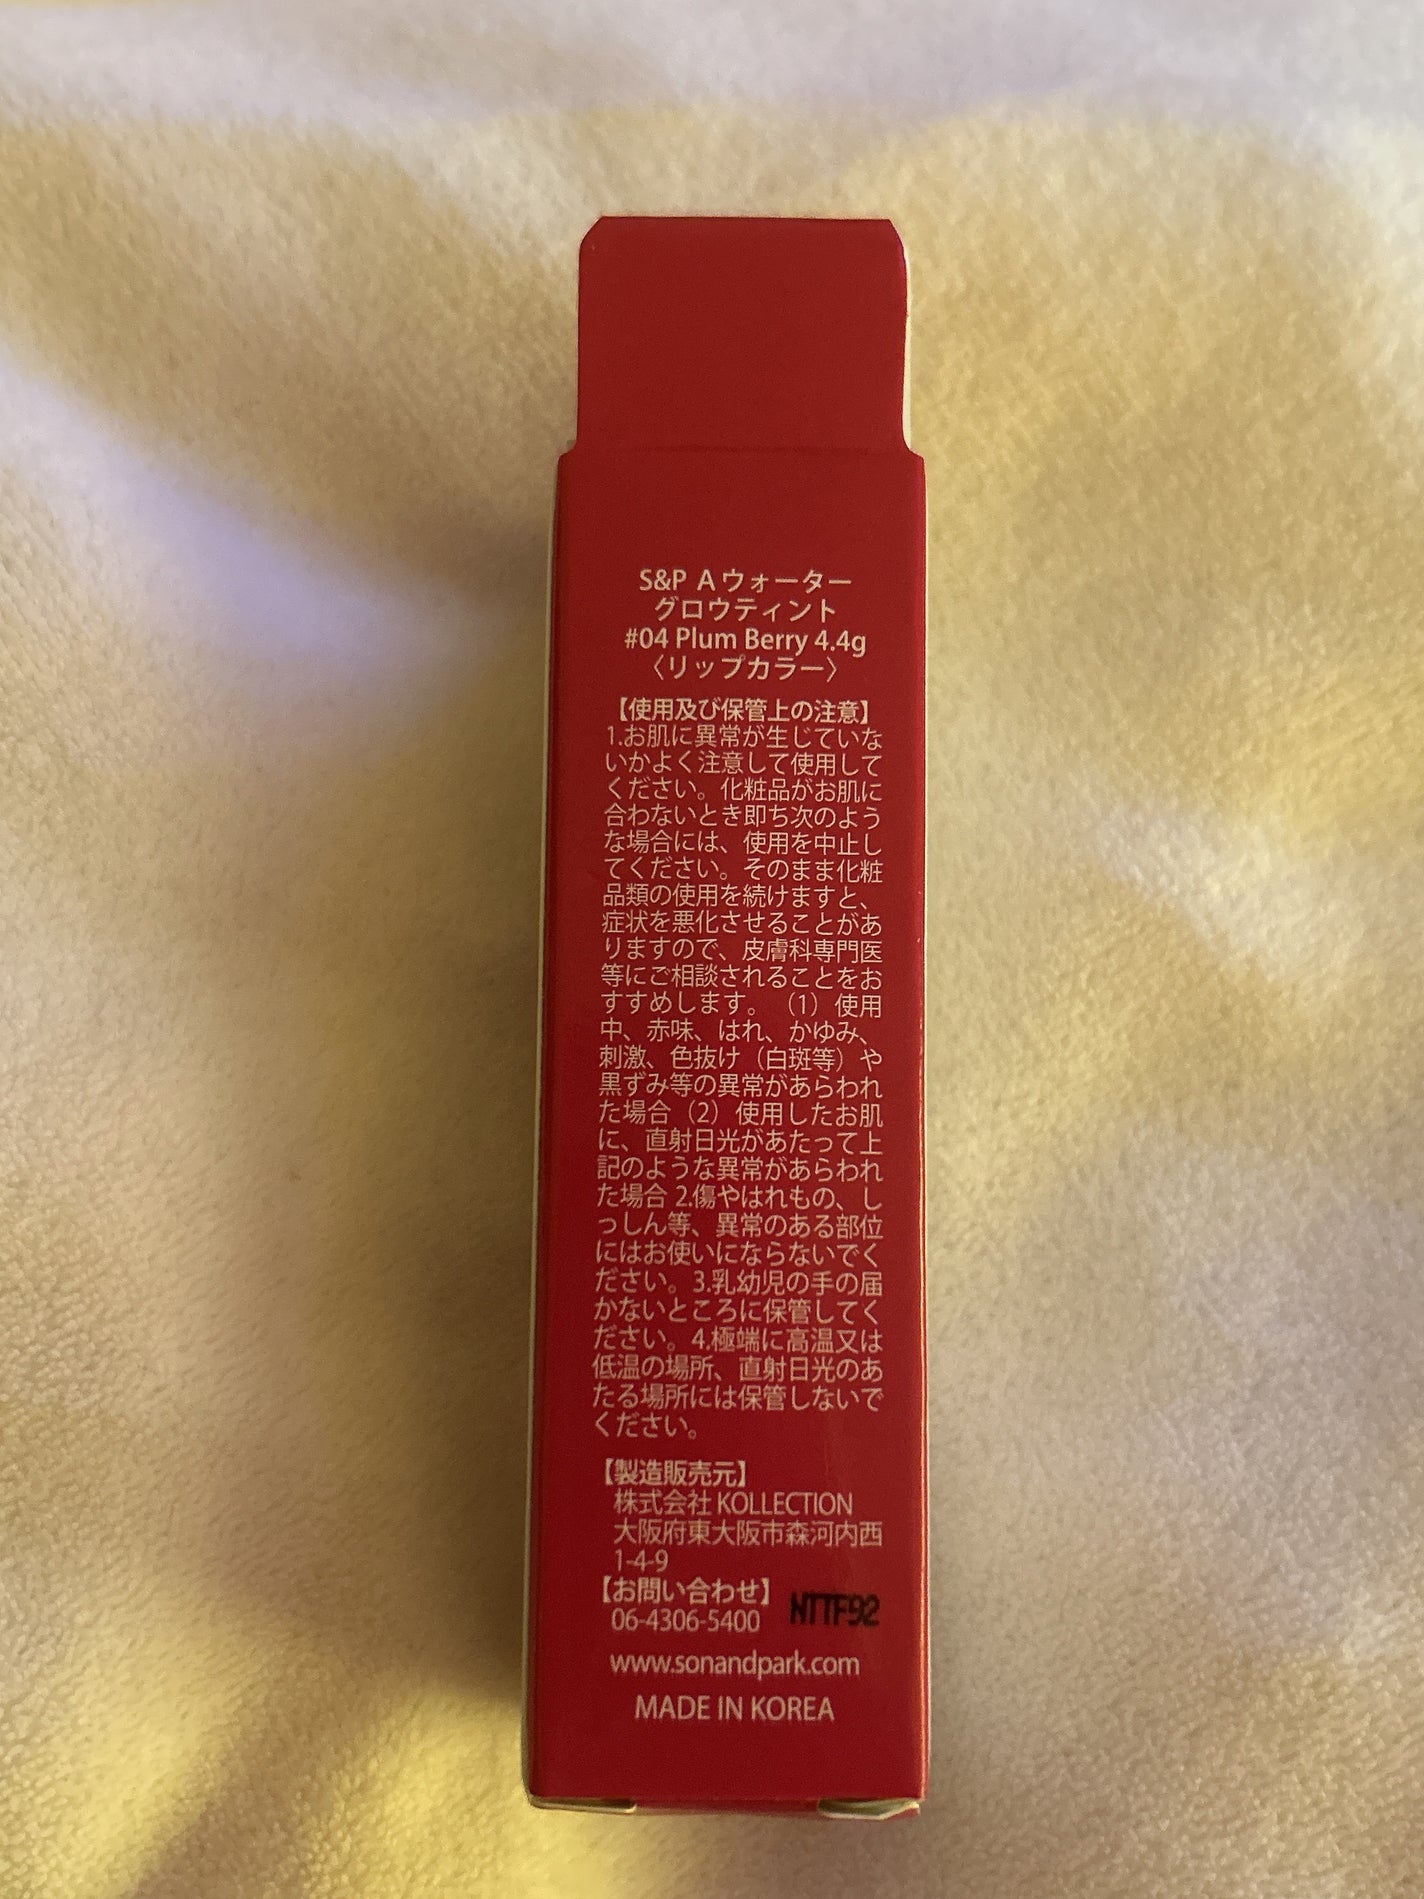 S&P Aウォーター
グロウティント
#04 Plum Berry 4.4g
〈リップカラー〉
【使用及び保管上の注意】
1.お肌に異常が生じていな
いかよく注意して使用して
ください。化粧品がお肌に
合わないとき即ち次のよう
な場合には、使用を中止し
てください。そのまま化粧
品類の使用を続けますと、
症状を悪化させることがあ
りますので、皮膚科専門医
等にご相談されることをお
すすめします。（1）使用
中、赤味、はれ、かゆみ、
刺激、色抜け（白斑等）や
黒ずみ等の異常があらわれ
た場合（2）使用したお肌
に、直射日光があたって上
記のような異常があらわれ
た場合 2.傷やはれもの、し
っしん等、異常のある部位
にはお使いにならないでく
ださい。3.乳幼児の手の届
かないところに保管してく
ださい。4.極端に高温又は
低温の場所、直射日光のあ
たる場所には保管しないで
ください。
【製造販売元】
株式会社 KOLLECTION
大阪府東大阪市森河内西
1-4-9
【お問い合わせ】
06-4306-5400
NTTF92
www.sonandpark.com
MADE IN KOREA